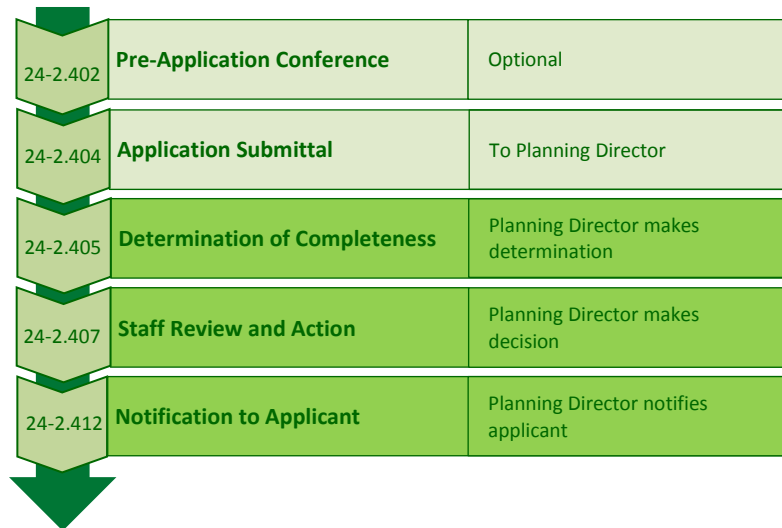 24-2.402
Pre-Application Conference
Optional
24-2.404
Application Submittal
To Planning Director
24-2.405
Determination of Completeness
Planning Director makes
determination
24-2.407
Staff Review and Action
Planning Director makes
decision
24-2.412
Notification to Applicant
Planning Director notifies
applicant